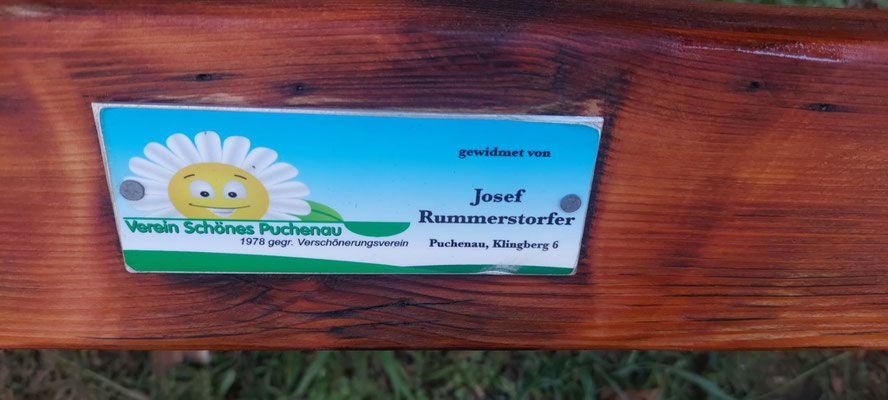 Verein Schönes Puchenau
1978 gegr. Verschönerungsverein
gewidmet von
Josef
Rummerstorfer
Puchenau, Klingberg 6